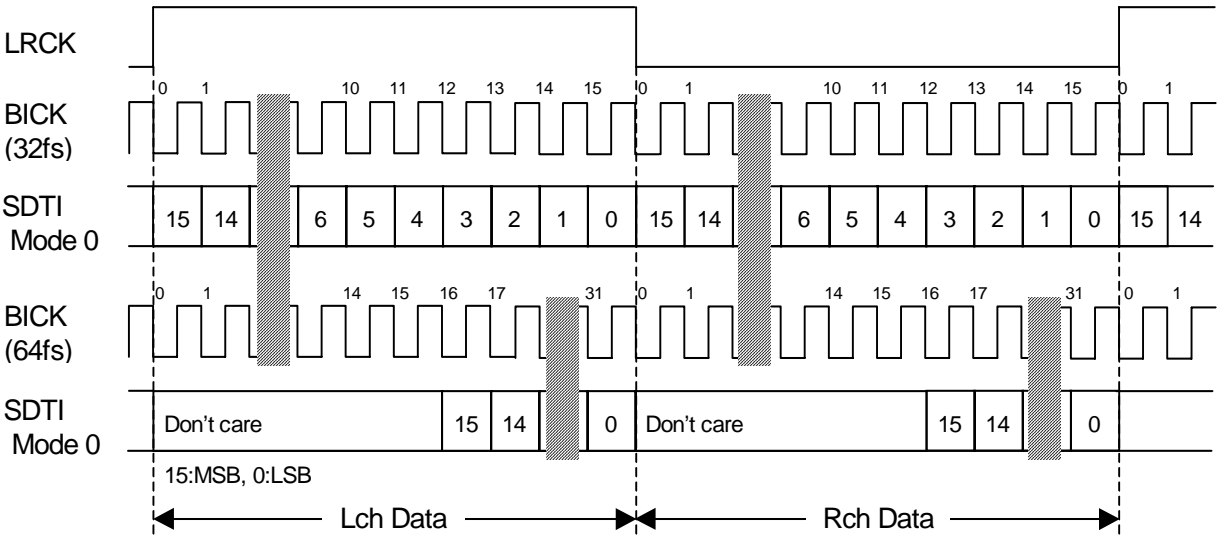 LRCK
0 1 10 11 12 13 14 15 0 1 10 11 12 13 14 15 0 1
BICK
(32fs)
SDTI
Mode 0
15 14 6 5 4 3 2 1 0 15 14 6 5 4 3 2 1 0 15 14
0 1 14 15 16 17 31 0 1 14 15 16 17 31 0 1
BICK
(64fs)
SDTI
Mode 0
Don't care 15 14 0 Don't care 15 14 0
15:MSB, 0:LSB
Lch Data Rch Data